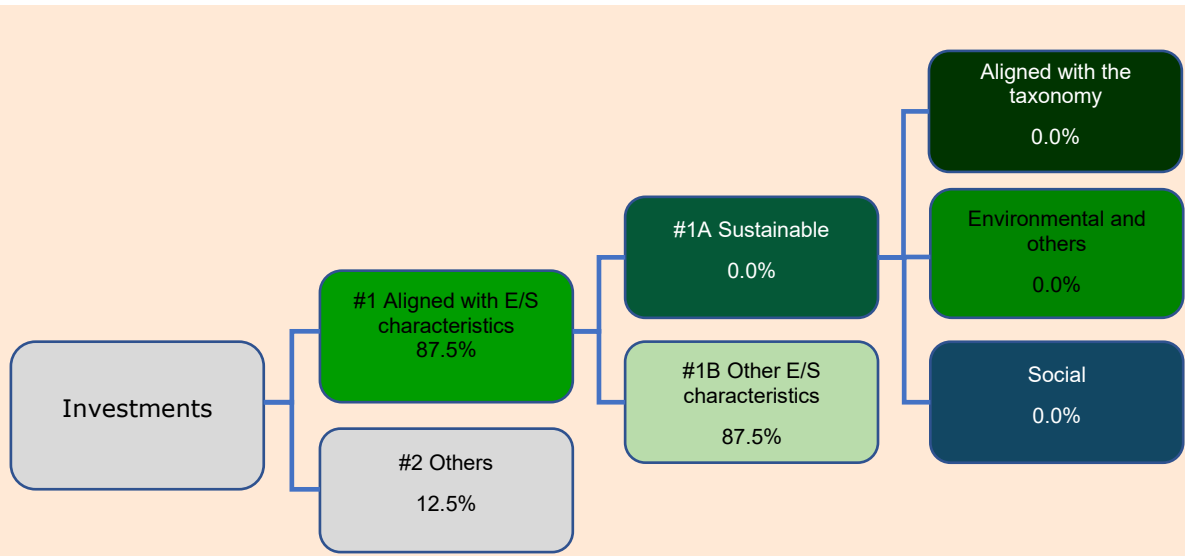 Investments
#1 Aligned with E/S
characteristics
87.5%
#2 Others
12.5%
#1A Sustainable
0.0%
#1B Other E/S
characteristics
87.5%
Aligned with the
taxonomy
0.0%
Environmental and
others
0.0%
Social
0.0%